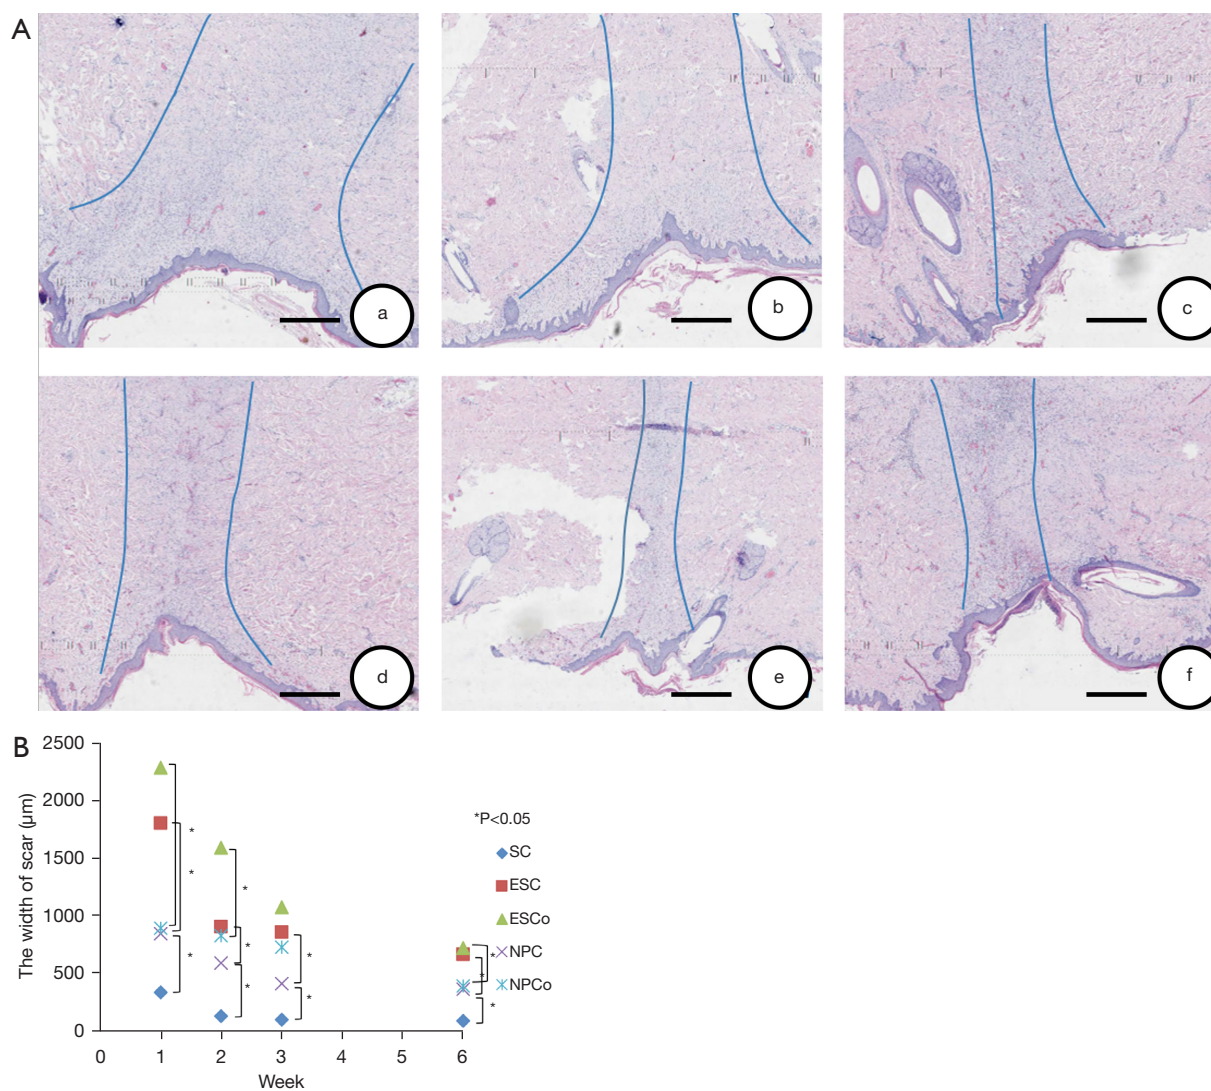 A
a
b
c
d
e
f
B
The width of scar (μm)
2500
2000
1500
1000
500
0
0 1 2 3 4 5 6
Week
*
*
*
*
*
*
*
*
*
*
*
*P<0.05
SC
ESC
ESCo
NPC
NPCo